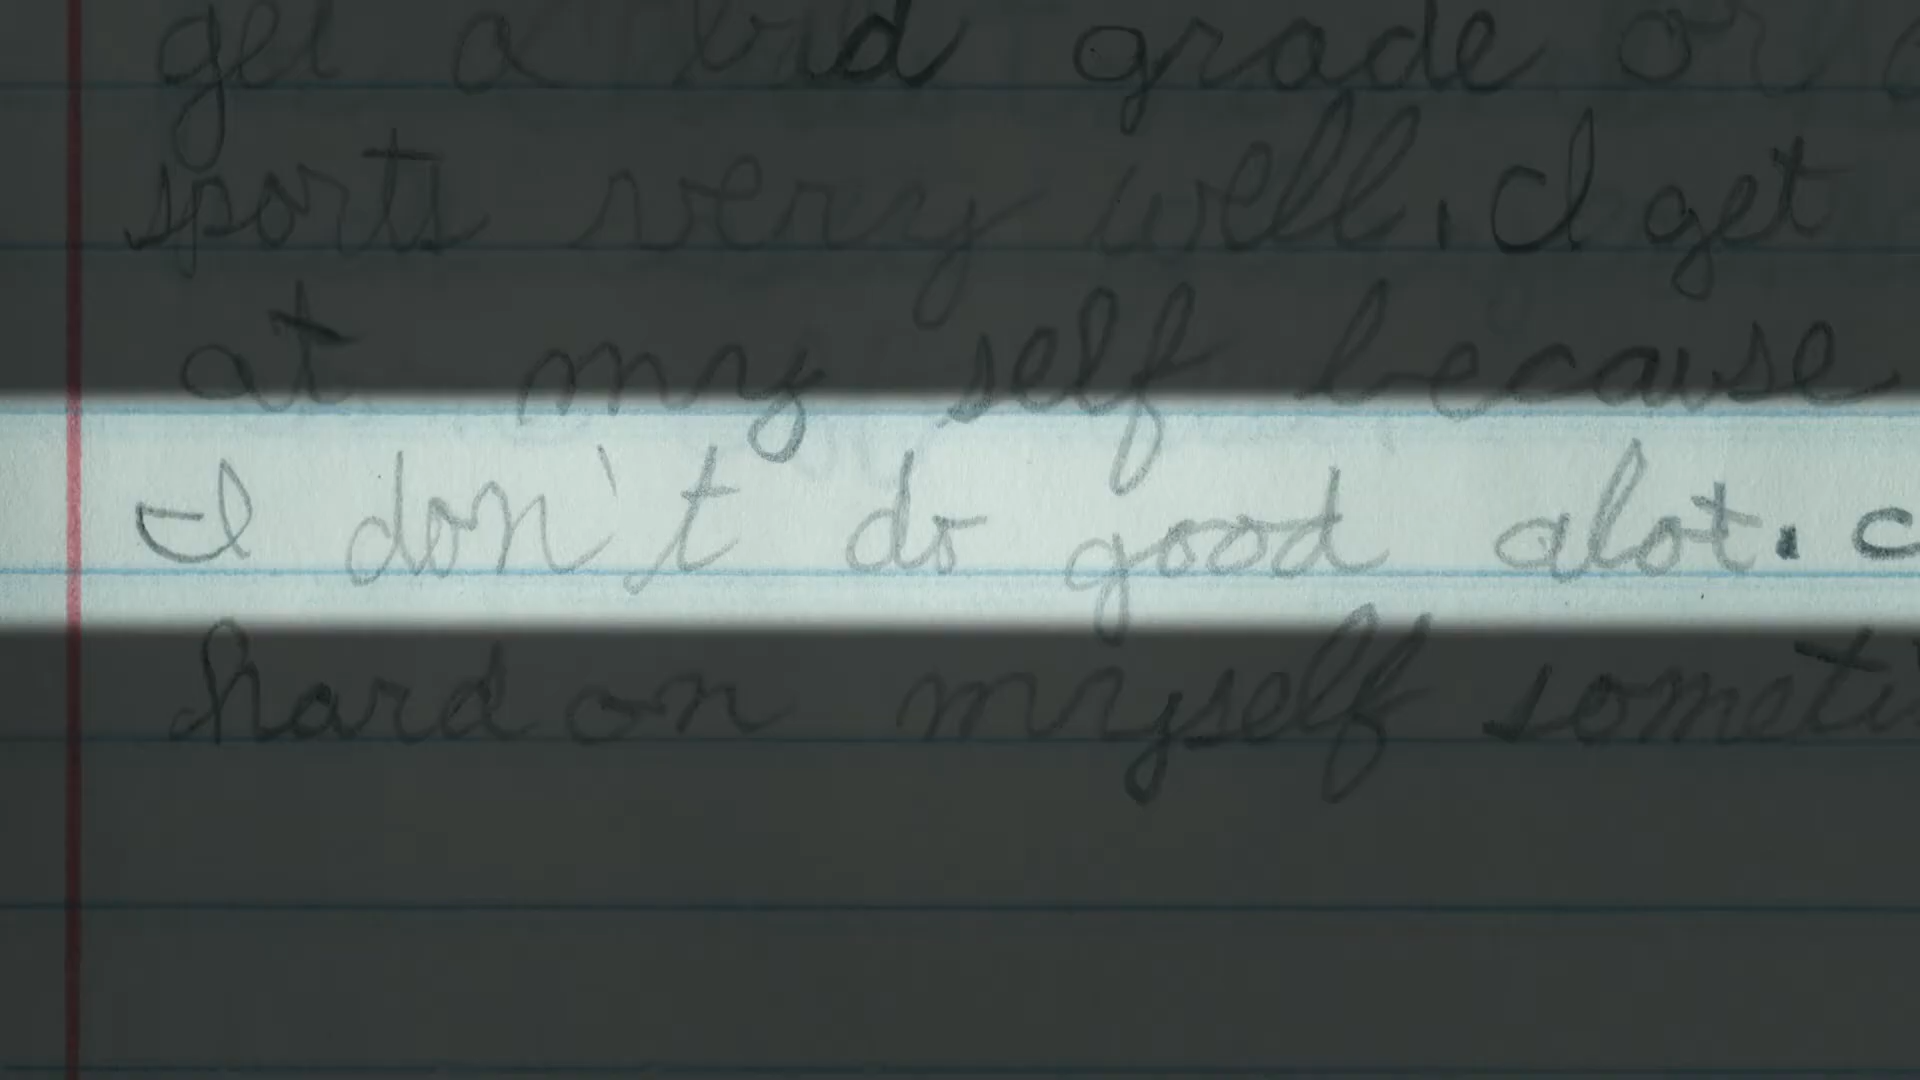 get a bad grade or
sports very well. I get
at my self because
I don't do good alot.
hard on myself someti